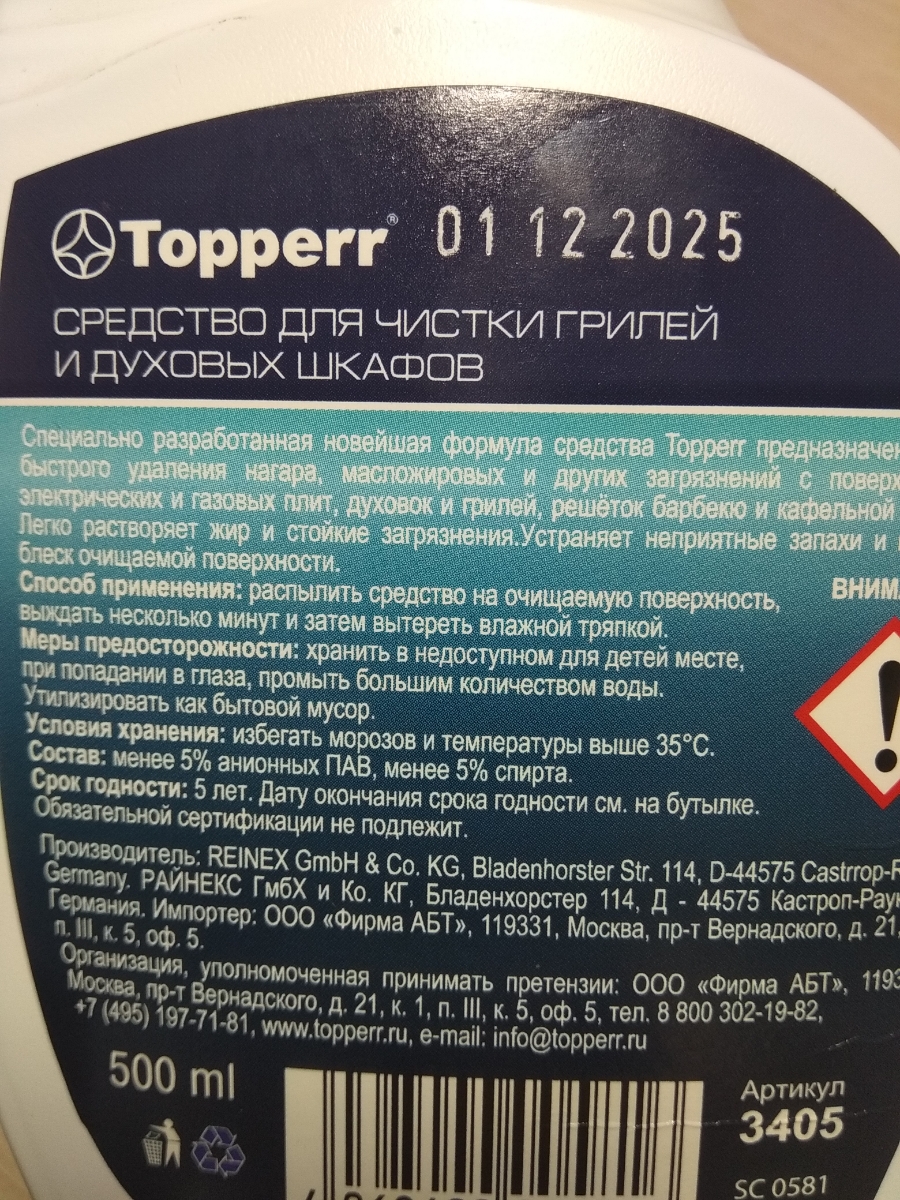 Topperr® 01 12 2025
СРЕДСТВО ДЛЯ ЧИСТКИ ГРИЛЕЙ
И ДУХОВЫХ ШКАФОВ
Специально разработанная новейшая формула средства Topperr предназначен
быстрого удаления нагара, масложировых и других загрязнений с поверх
электрических и газовых плит, духовок и грилей, решёток барбекю и кафельной
Легко растворяет жир и стойкие загрязнения.Устраняет неприятные запахи и
блеск очищаемой поверхности.
Способ применения: распылить средство на очищаемую поверхность,
выждать несколько минут и затем вытереть влажной тряпкой.
ВНИМ
Меры предосторожности: хранить в недоступном для детей месте,
при попадании в глаза, промыть большим количеством воды.
Утилизировать как бытовой мусор.
Условия хранения: избегать морозов и температуры выше 35°С.
Состав: менее 5% анионных ПАВ, менее 5% спирта.
Срок годности: 5 лет. Дату окончания срока годности см. на бутылке.
Обязательной сертификации не подлежит.
Производитель: REINEX GmbH & Co. KG, Bladenhorster Str. 114, D-44575 Castrrop-R
Germany. РАЙНЕКС ГмбХ и Ко. КГ, Бладенхорстер 114, Д - 44575 Кастроп-Рау
Германия. Импортер: ООО «Фирма АБТ», 119331, Москва, пр-т Вернадского, д. 21,
п. III, к. 5, оф. 5.
Организация, уполномоченная принимать претензии: ООО «Фирма АБТ», 1193
Москва, пр-т Вернадского, д. 21, к. 1, п. III, к. 5, оф. 5, тел. 8 800 302-19-82,
+7 (495) 197-71-81, www.topperr.ru, e-mail: info@topperr.ru
500 ml
Артикул
3405
SC 0581